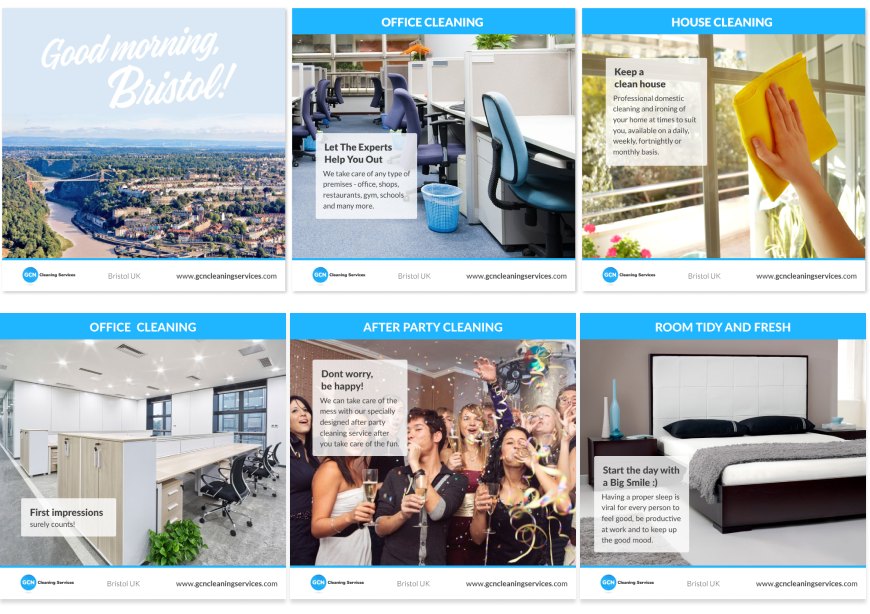 Good morning,
Bristol!
GCN Cleaning Services Bristol UK www.gcncleaningservices.com
OFFICE CLEANING
Let The Experts
Help You Out
We take care of any type of
premises - office, shops,
restaurants, gym, schools
and many more.
GCN Cleaning Services Bristol UK www.gcncleaningservices.com
HOUSE CLEANING
Keep a
clean house
Professional domestic
cleaning and ironing of
your home at times to suit
you, available on a daily,
weekly, fortnightly or
monthly basis.
GCN Cleaning Services Bristol UK www.gcncleaningservices.com
OFFICE CLEANING
First impressions
surely counts!
GCN Cleaning Services Bristol UK www.gcncleaningservices.com
AFTER PARTY CLEANING
Dont worry,
be happy!
We can take care of the
mess with our specially
designed after party
cleaning service after
you take care of the fun.
GCN Cleaning Services Bristol UK www.gcncleaningservices.com
ROOM TIDY AND FRESH
Start the day with
a Big Smile :)
Having a proper sleep is
viral for every person to
feel good, be productive
at work and to keep up
the good mood.
GCN Cleaning Services Bristol UK www.gcncleaningservices.com